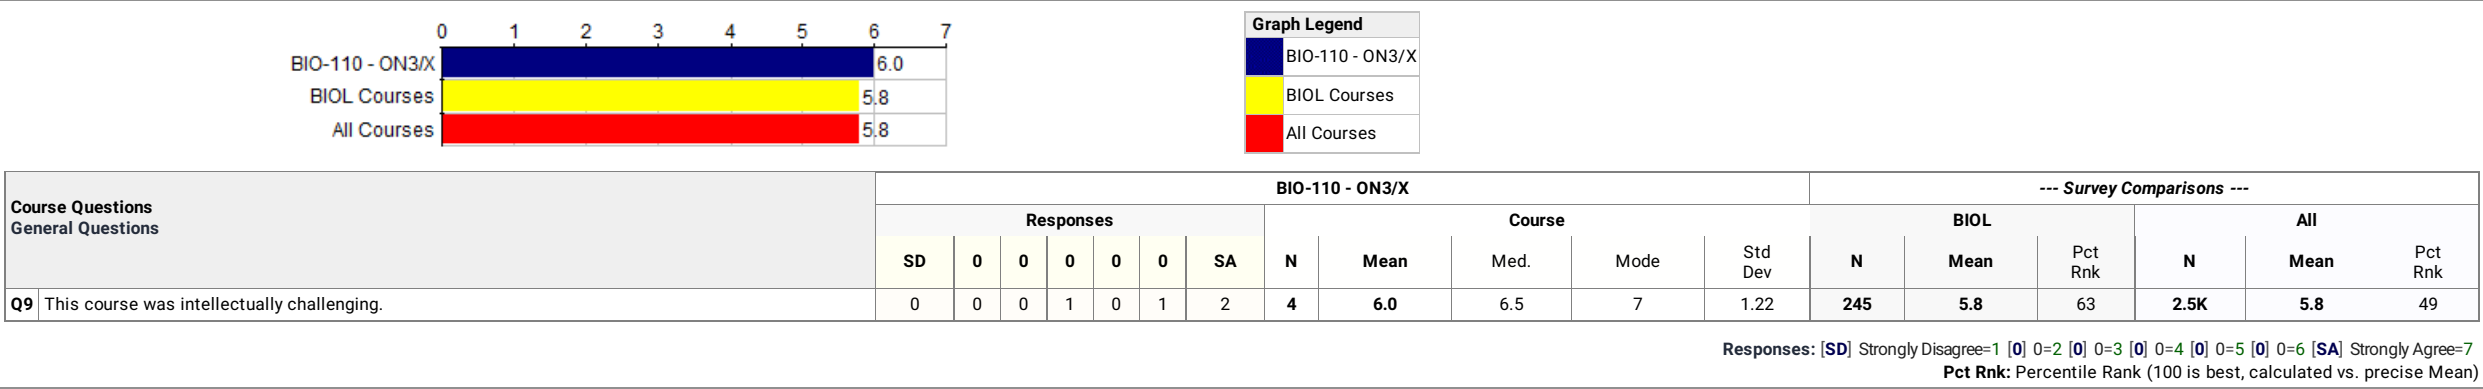 0 1 2 3 4 5 6 7
BIO-110 - ON3/X 6.0
BIOL Courses 5.8
All Courses 5.8
Graph Legend
BIO-110 - ON3/X
BIOL Courses
All Courses
Course Questions
General Questions
BIO-110 - ON3/X
--- Survey Comparisons ---
Responses Course BIOL All
SD 0 0 0 0 0 SA N Mean Med. Mode Std Dev N Mean Pct Rnk N Mean Pct Rnk
Q9 This course was intellectually challenging. 0 0 0 1 0 1 2 4 6.0 6.5 7 1.22 245 5.8 63 2.5K 5.8 49
Responses: [SD] Strongly Disagree=1 [0] 0=2 [0] 0=3 [0] 0=4 [0] 0=5 [0] 0=6 [SA] Strongly Agree=7
Pct Rnk: Percentile Rank (100 is best, calculated vs. precise Mean)